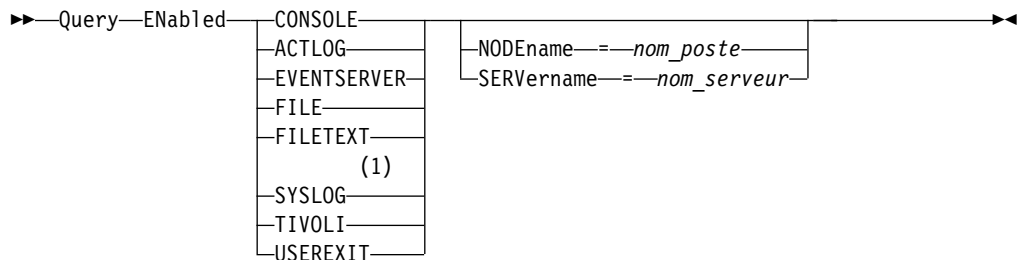 Query ENabled CONSOLE
ACTLOG NODEname = nom_poste
EVENTSERVER SERVername = nom_serveur
FILE
FILETEXT
(1)
SYSLOG
TIVOLI
USEREXIT